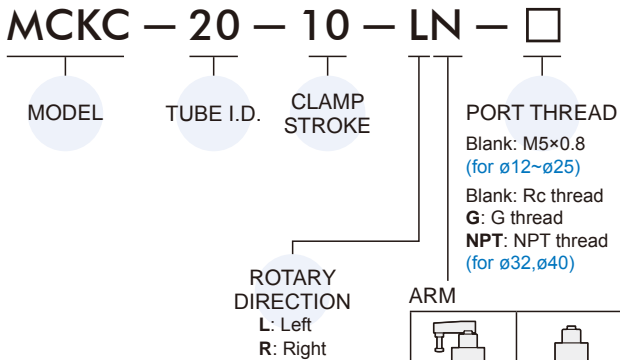 MCKC — 20 — 10 — LN — □
MODEL
TUBE I.D.
CLAMP
STROKE
PORT THREAD
Blank: M5×0.8
(for ø12~ø25)
Blank: Rc thread
G: G thread
NPT: NPT thread
(for ø32,ø40)
ROTARY
DIRECTION
L: Left
R: Right
ARM